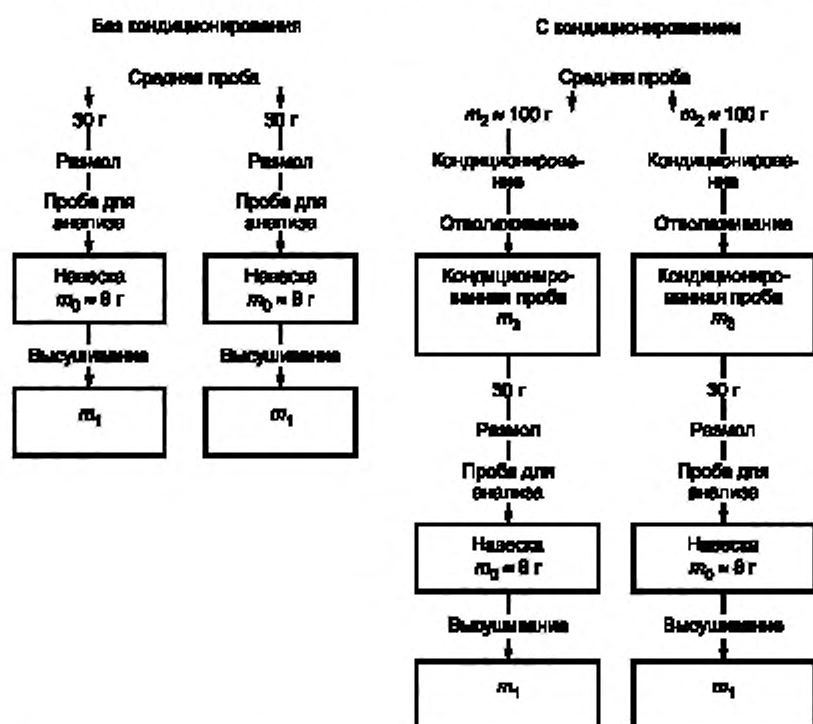 Без кондиционирования
Средняя проба
30 г
30 г
Размол
Размол
Проба для
анализа
Проба для
анализа
Навеска
m₀ ≈ 8 г
Навеска
m₀ ≈ 8 г
Высушивание
Высушивание
m₁
m₁
С кондиционированием
Средняя проба
m₂ ≈ 100 г
m₂ ≈ 100 г
Кондиционирова-
ние
Кондиционирова-
ние
Отволаживание
Отволаживание
Кондициониро-
ванная проба
m₃
Кондициониро-
ванная проба
m₃
30 г
30 г
Размол
Размол
Проба для
анализа
Проба для
анализа
Навеска
m₀ ≈ 8 г
Навеска
m₀ ≈ 8 г
Высушивание
Высушивание
m₁
m₁